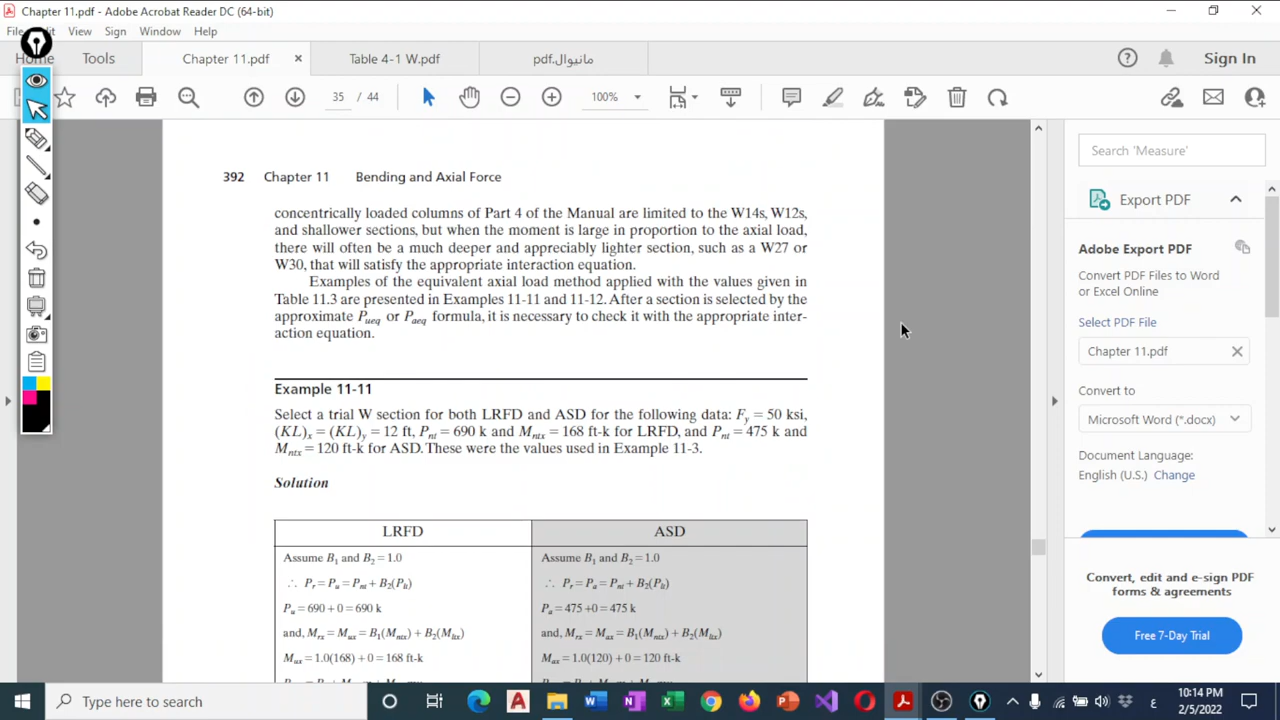 Chapter 11.pdf - Adobe Acrobat Reader DC (64-bit)
File Edit View Sign Window Help
Home Tools Chapter 11.pdf Table 4-1 W.pdf مانيوال.pdf Sign In
35 / 44 100%
Search 'Measure'
Export PDF
Adobe Export PDF
Convert PDF Files to Word
or Excel Online
Select PDF File
Chapter 11.pdf
Convert to
Microsoft Word (*.docx)
Document Language:
English (U.S.) Change
Convert, edit and e-sign PDF
forms & agreements
Free 7-Day Trial
392 Chapter 11 Bending and Axial Force
concentrically loaded columns of Part 4 of the Manual are limited to the W14s, W12s,
and shallower sections, but when the moment is large in proportion to the axial load,
there will often be a much deeper and appreciably lighter section, such as a W27 or
W30, that will satisfy the appropriate interaction equation.
Examples of the equivalent axial load method applied with the values given in
Table 11.3 are presented in Examples 11-11 and 11-12. After a section is selected by the
approximate Pueq or Paeq formula, it is necessary to check it with the appropriate inter-
action equation.
Example 11-11
Select a trial W section for both LRFD and ASD for the following data: Fy = 50 ksi,
(KL)x = (KL)y = 12 ft, Pnt = 690 k and Mntx = 168 ft-k for LRFD, and Pnt = 475 k and
Mntx = 120 ft-k for ASD. These were the values used in Example 11-3.
Solution
LRFD ASD
Assume B1 and B2 = 1.0 Assume B1 and B2 = 1.0
∴ Pr = Pu = Pnt + B2(Plt) ∴ Pr = Pa = Pnt + B2(Plt)
Pu = 690 + 0 = 690 k Pa = 475 +0 = 475 k
and, Mrx = Mux = B1(Mntx) + B2(Mltx) and, Mrx = Max = B1(Mntx) + B2(Mltx)
Mux = 1.0(168) + 0 = 168 ft-k Max = 1.0(120) + 0 = 120 ft-k
Type here to search
ع
10:14 PM
2/5/2022